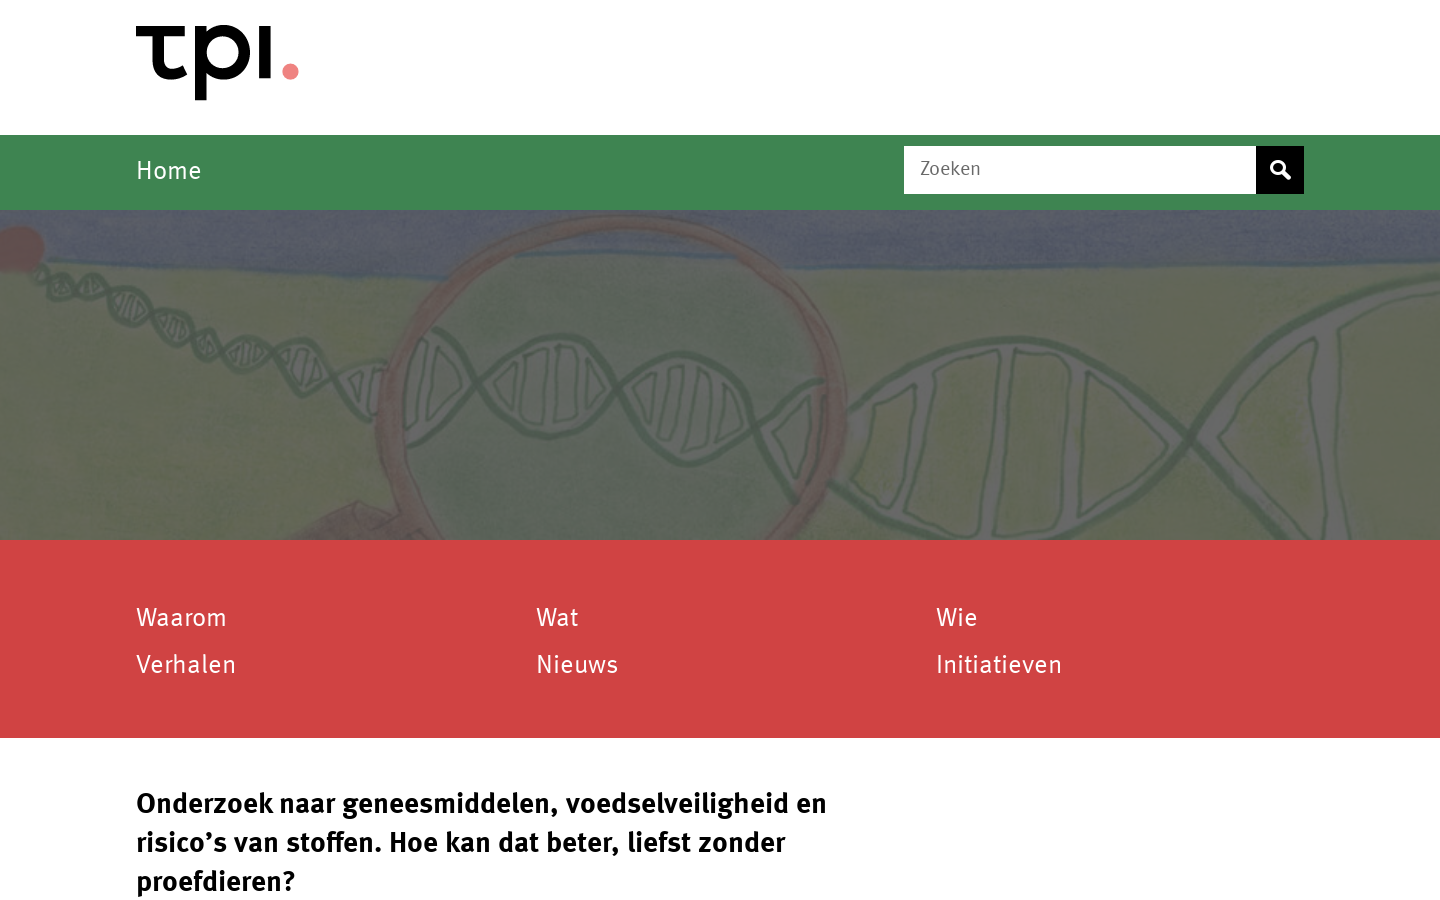 tpi.
Home
Zoeken
Waarom
Wat
Wie
Verhalen
Nieuws
Initiatieven
Onderzoek naar geneesmiddelen, voedselveiligheid en
risico’s van stoffen. Hoe kan dat beter, liefst zonder
proefdieren?